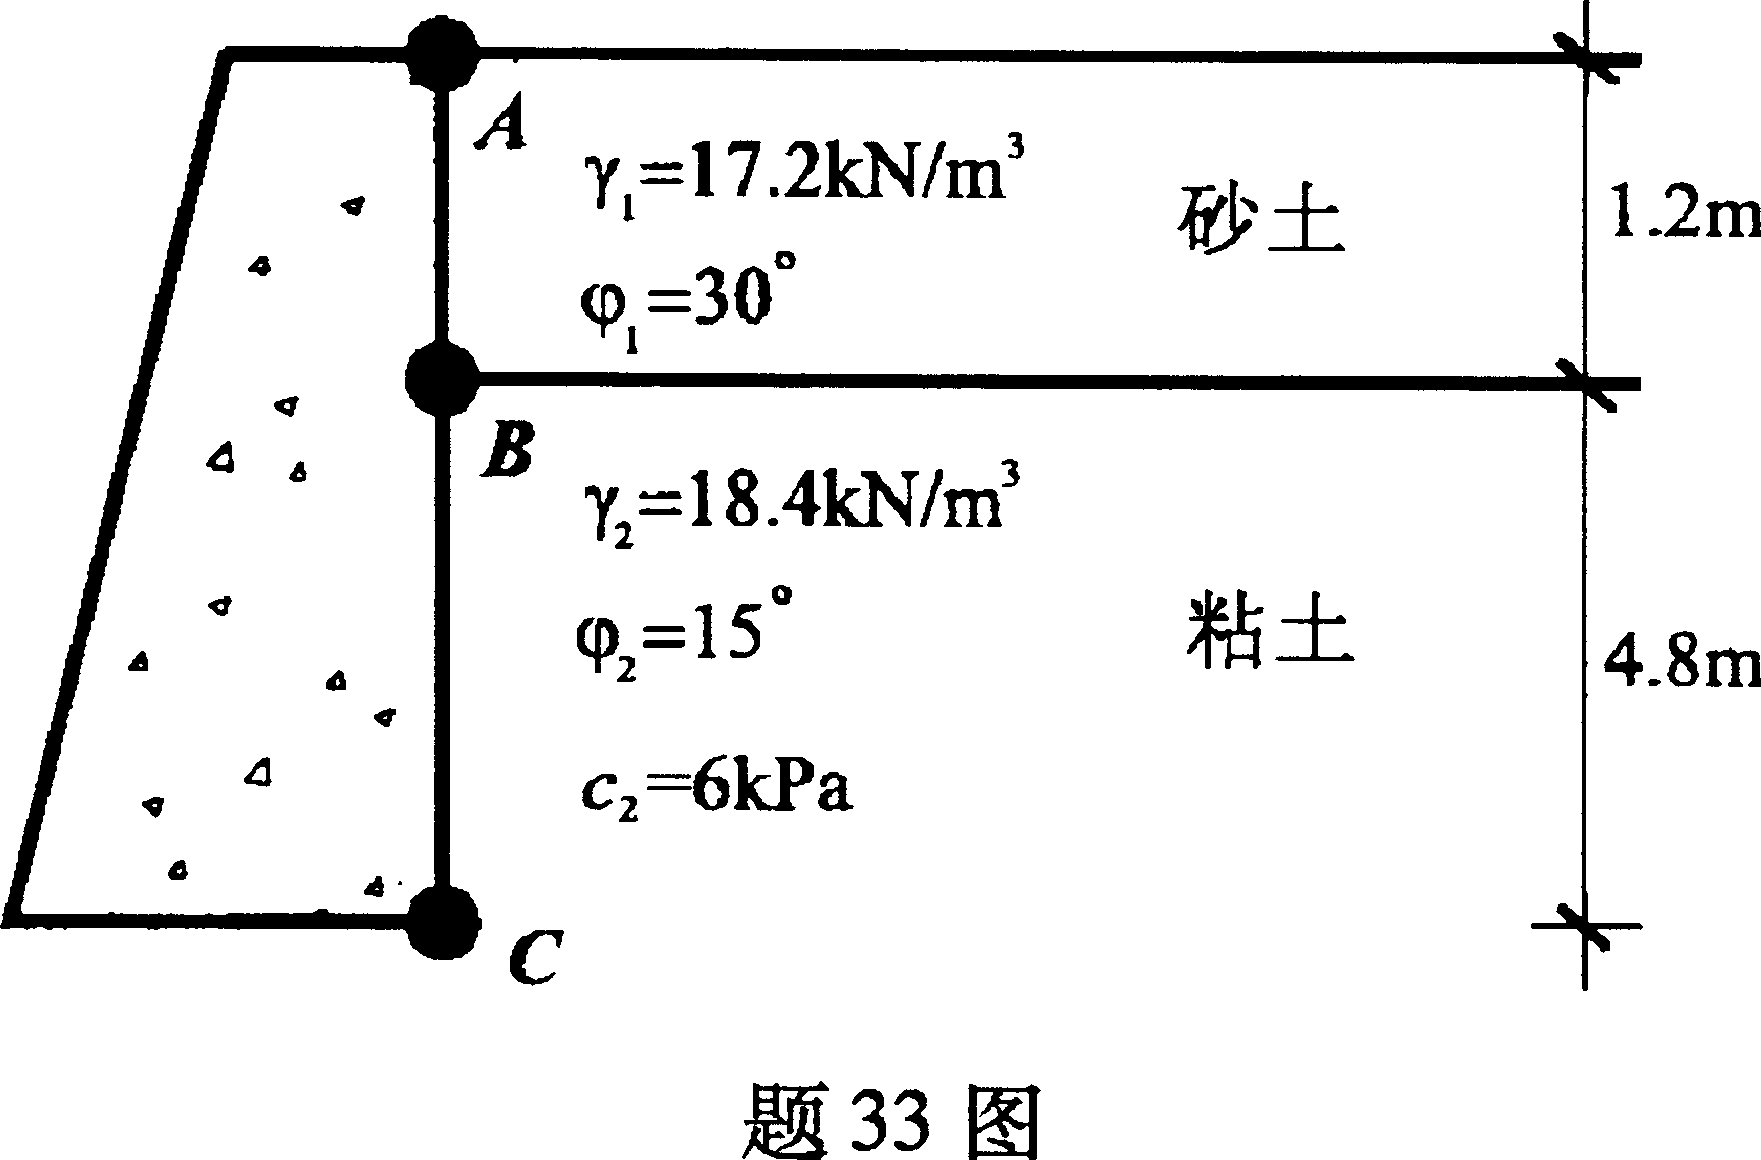 A
γ₁=17.2kN/m³
砂土
1.2m
φ₁=30°
B
γ₂=18.4kN/m³
φ₂=15°
粘土
4.8m
c₂=6kPa
C
题 33 图